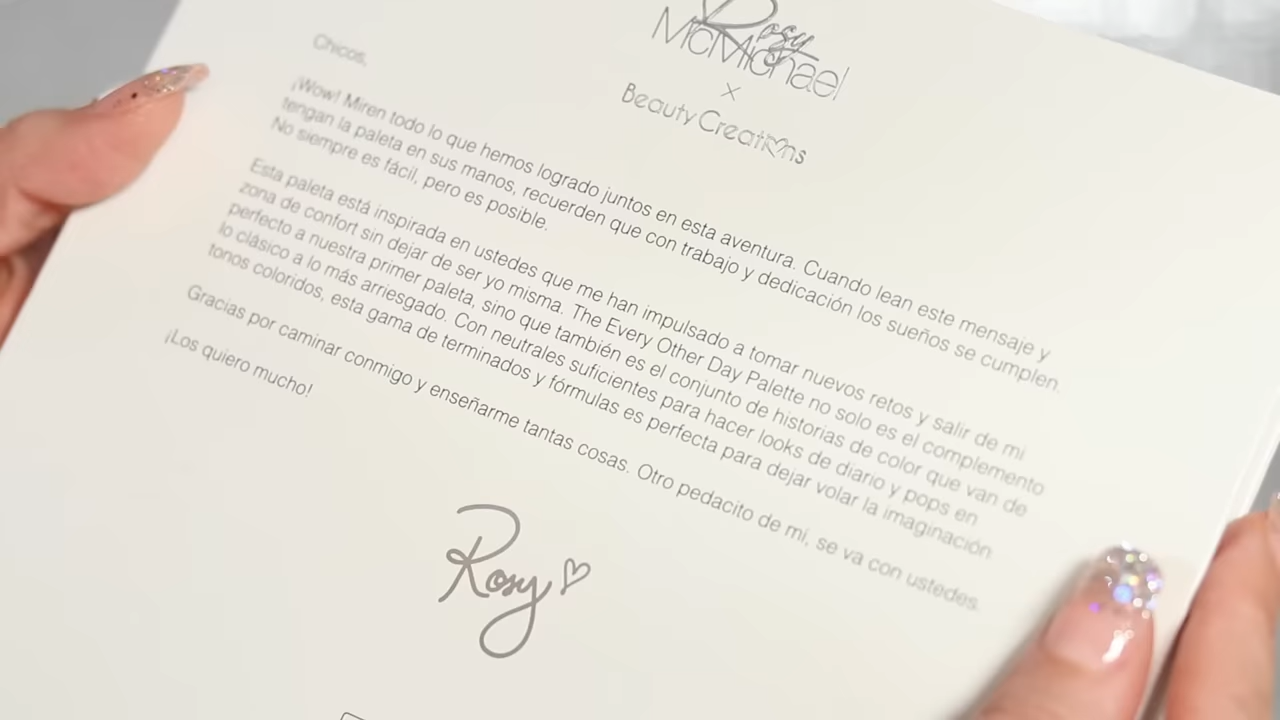 Rosy
McMichael
x
Beauty Creations
Chicos,
¡Wow! Miren todo lo que hemos logrado juntos en esta aventura. Cuando lean este mensaje y
tengan la paleta en sus manos, recuerden que con trabajo y dedicación los sueños se cumplen.
No siempre es fácil, pero es posible.
Esta paleta está inspirada en ustedes que me han impulsado a tomar nuevos retos y salir de mi
zona de confort sin dejar de ser yo misma. The Every Other Day Palette no solo es el complemento
perfecto a nuestra primer paleta, sino que también es el conjunto de historias de color que van de
lo clásico a lo más arriesgado. Con neutrales suficientes para hacer looks de diario y pops en
tonos coloridos, esta gama de terminados y fórmulas es perfecta para dejar volar la imaginación
Gracias por caminar conmigo y enseñarme tantas cosas. Otro pedacito de mí, se va con ustedes.
¡Los quiero mucho!
Rosy